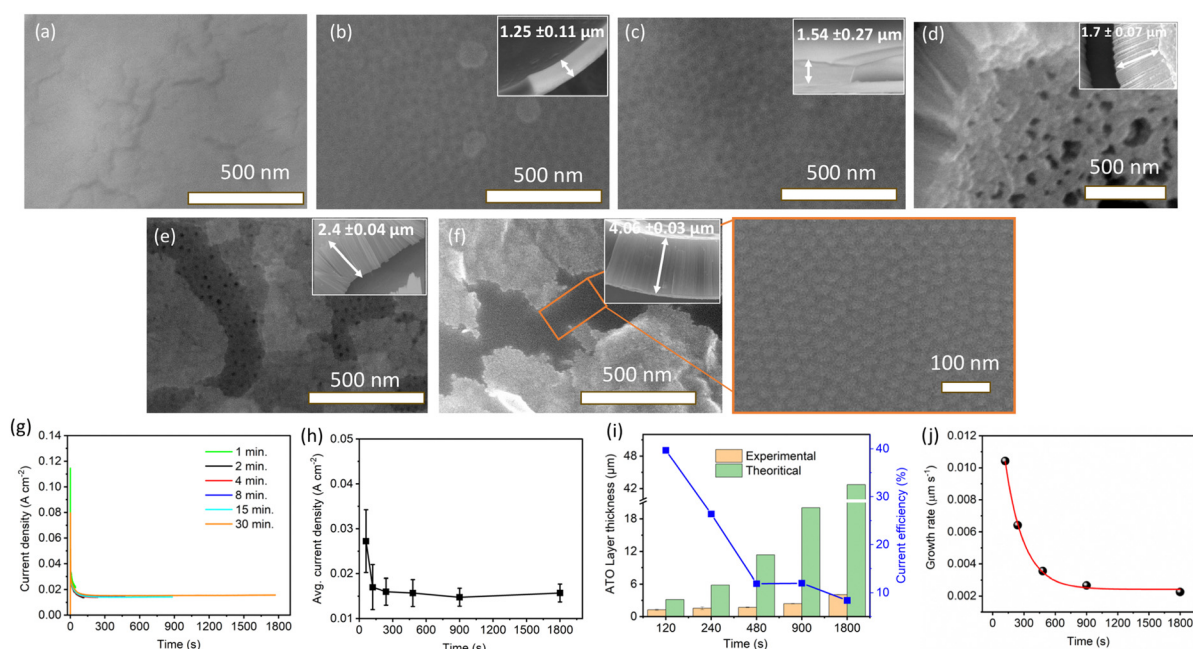 (a)
500 nm
(b)
1.25 ±0.11 μm
500 nm
(c)
1.54 ±0.27 μm
500 nm
(d)
1.7 ± 0.07 μm
500 nm
(e)
2.4 ±0.04 μm
500 nm
(f)
4.06 ±0.03 μm
500 nm
100 nm
(g)
Current density (A cm⁻²)
0.14
0.12
0.10
0.08
0.06
0.04
0.02
0.00
1 min.
2 min.
4 min.
8 min.
15 min.
30 min.
0 300 600 900 1200 1500 1800
Time (s)
(h)
Avg. current density (A cm⁻²)
0.05
0.04
0.03
0.02
0.01
0 300 600 900 1200 1500 1800
Time (s)
(i)
ATO Layer thickness (μm)
48
42
18
12
6
0
Experimental
Theoritical
40
30
20
10
Current efficiency (%)
120 240 480 900 1800
Time (s)
(j)
Growth rate (μm s⁻¹)
0.012
0.010
0.008
0.006
0.004
0.002
0 300 600 900 1200 1500 1800
Time (s)